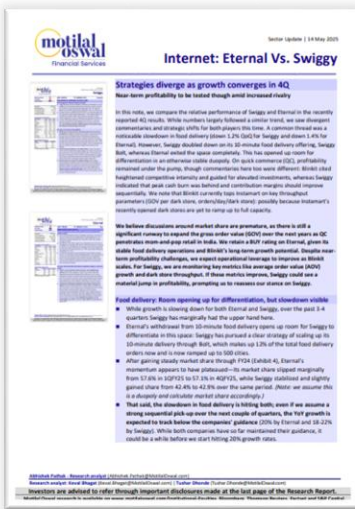 motilal
oswal
Financial Services
Sector Update | 14 May 2025
Internet: Eternal Vs. Swiggy
Strategies diverge as growth converges in 4Q
Near-term profitability to be tested though amid increased rivalry
In this note, we compare the relative performance of Swiggy and Eternal in the recently
reported 4Q results. While numbers largely followed a similar trend, we saw divergent
commentaries and strategic shifts for both players this time. A common thread was a
noticeable slowdown in food delivery (down 1.2% QoQ for Swiggy and down 1.4% for
Eternal). However, Swiggy doubled down on its 10-minute food delivery offering, Swiggy
Bolt, whereas Eternal exited the space completely. This has opened up room for
differentiation in an otherwise stable duopoly. On quick commerce (QC), profitability
remained under the pump, though commentaries here too were different: Blinkit cited
heightened competitive intensity and guided for elevated investments, whereas Swiggy
indicated that peak cash burn was behind and contribution margins should improve
sequentially. We note that Blinkit currently tops Instamart on key throughput
parameters (GOV per dark store, orders/day/dark store): possibly because Instamart's
recently opened dark stores are yet to ramp up to full capacity.
We believe discussions around market share are premature, as there is still a
significant runway to expand the gross order value (GOV) over the next years as QC
penetrates mom-and-pop retail in India. We retain a BUY rating on Eternal, given its
stable food delivery operations and Blinkit's long-term growth potential. Despite near-
term profitability challenges, we expect operational leverage to improve as Blinkit
scales. For Swiggy, we are monitoring key metrics like average order value (AOV)
growth and dark store throughput. If these metrics improve, Swiggy could see a
material jump in profitability, prompting us to reassess our stance on Swiggy.
Food delivery: Room opening up for differentiation, but slowdown visible
■ While growth is slowing down for both Eternal and Swiggy, over the past 3-4
quarters Swiggy has marginally had the upper hand here.
■ Eternal's withdrawal from 10-minute food delivery opens up room for Swiggy to
differentiate in this space: Swiggy has pursued a clear strategy of scaling up its
10-minute delivery through Bolt, which makes up 12% of the total food delivery
orders now and is now ramped up to 500 cities.
■ After gaining steady market share through FY24 (Exhibit 4), Eternal's
momentum appears to have plateaued—its market share slipped marginally
from 57.6% in 1QFY25 to 57.1% in 4QFY25, while Swiggy stabilized and slightly
gained share from 42.4% to 42.9% over the same period. (Note: we assume this
is a duopoly and calculate market share accordingly.)
■ That said, the slowdown in food delivery is hitting both; even if we assume a
strong sequential pick-up over the next couple of quarters, the YoY growth is
expected to track below the companies' guidance (20% by Eternal and 18-22%
by Swiggy). While both companies have so far maintained their guidance, it
could be a while before we start hitting 20% growth rates.
Abhishek Pathak - Research analyst (Abhishek.Pathak@MotilalOswal.com)
Research analyst: Keval Bhagat (Keval.Bhagat@MotilalOswal.com) | Tushar Dhonde (Tushar.Dhonde@MotilalOswal.com)
Investors are advised to refer through important disclosures made at the last page of the Research Report.